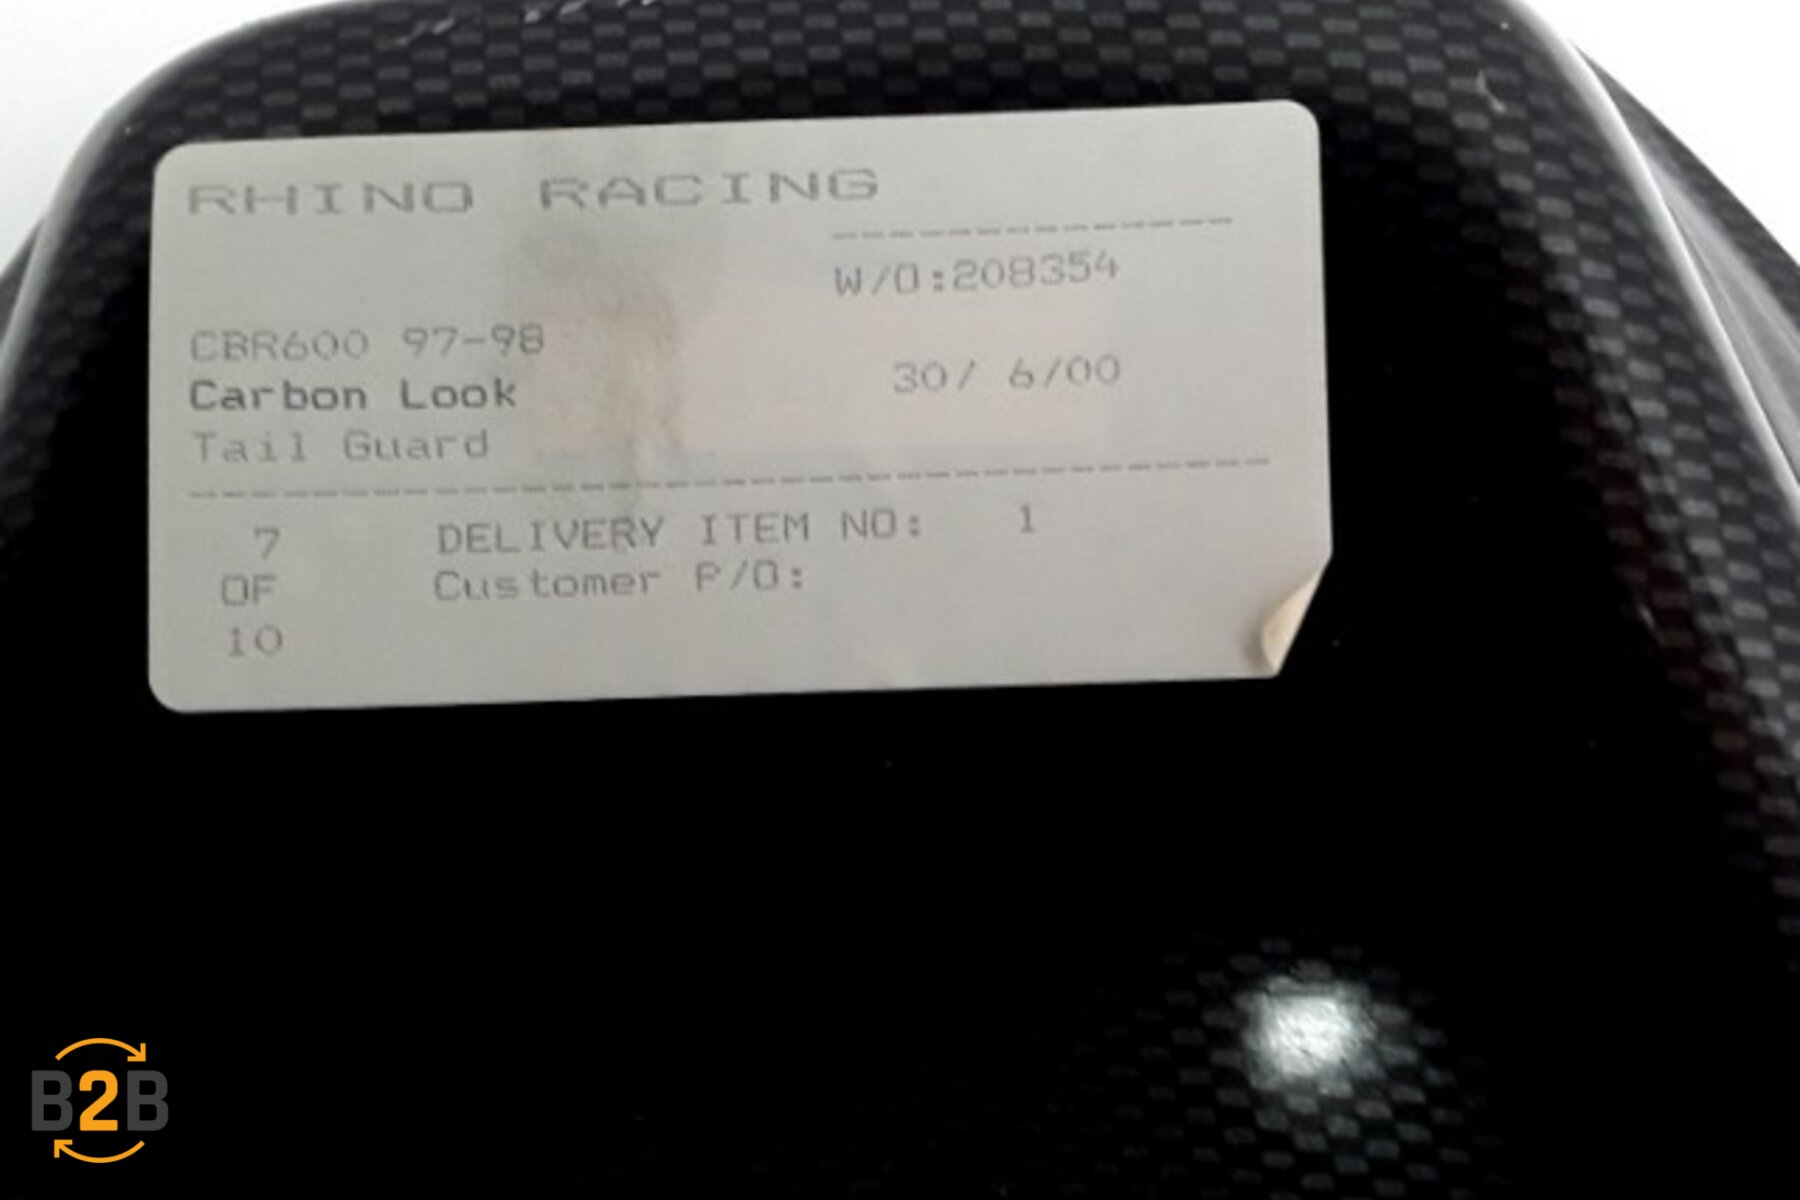 RHINO RACING
W/O:208354
CBR600 97-98
Carbon Look
30/ 6/00
Tail Guard
7 DELIVERY ITEM NO: 1
OF Customer P/O:
10
B2B